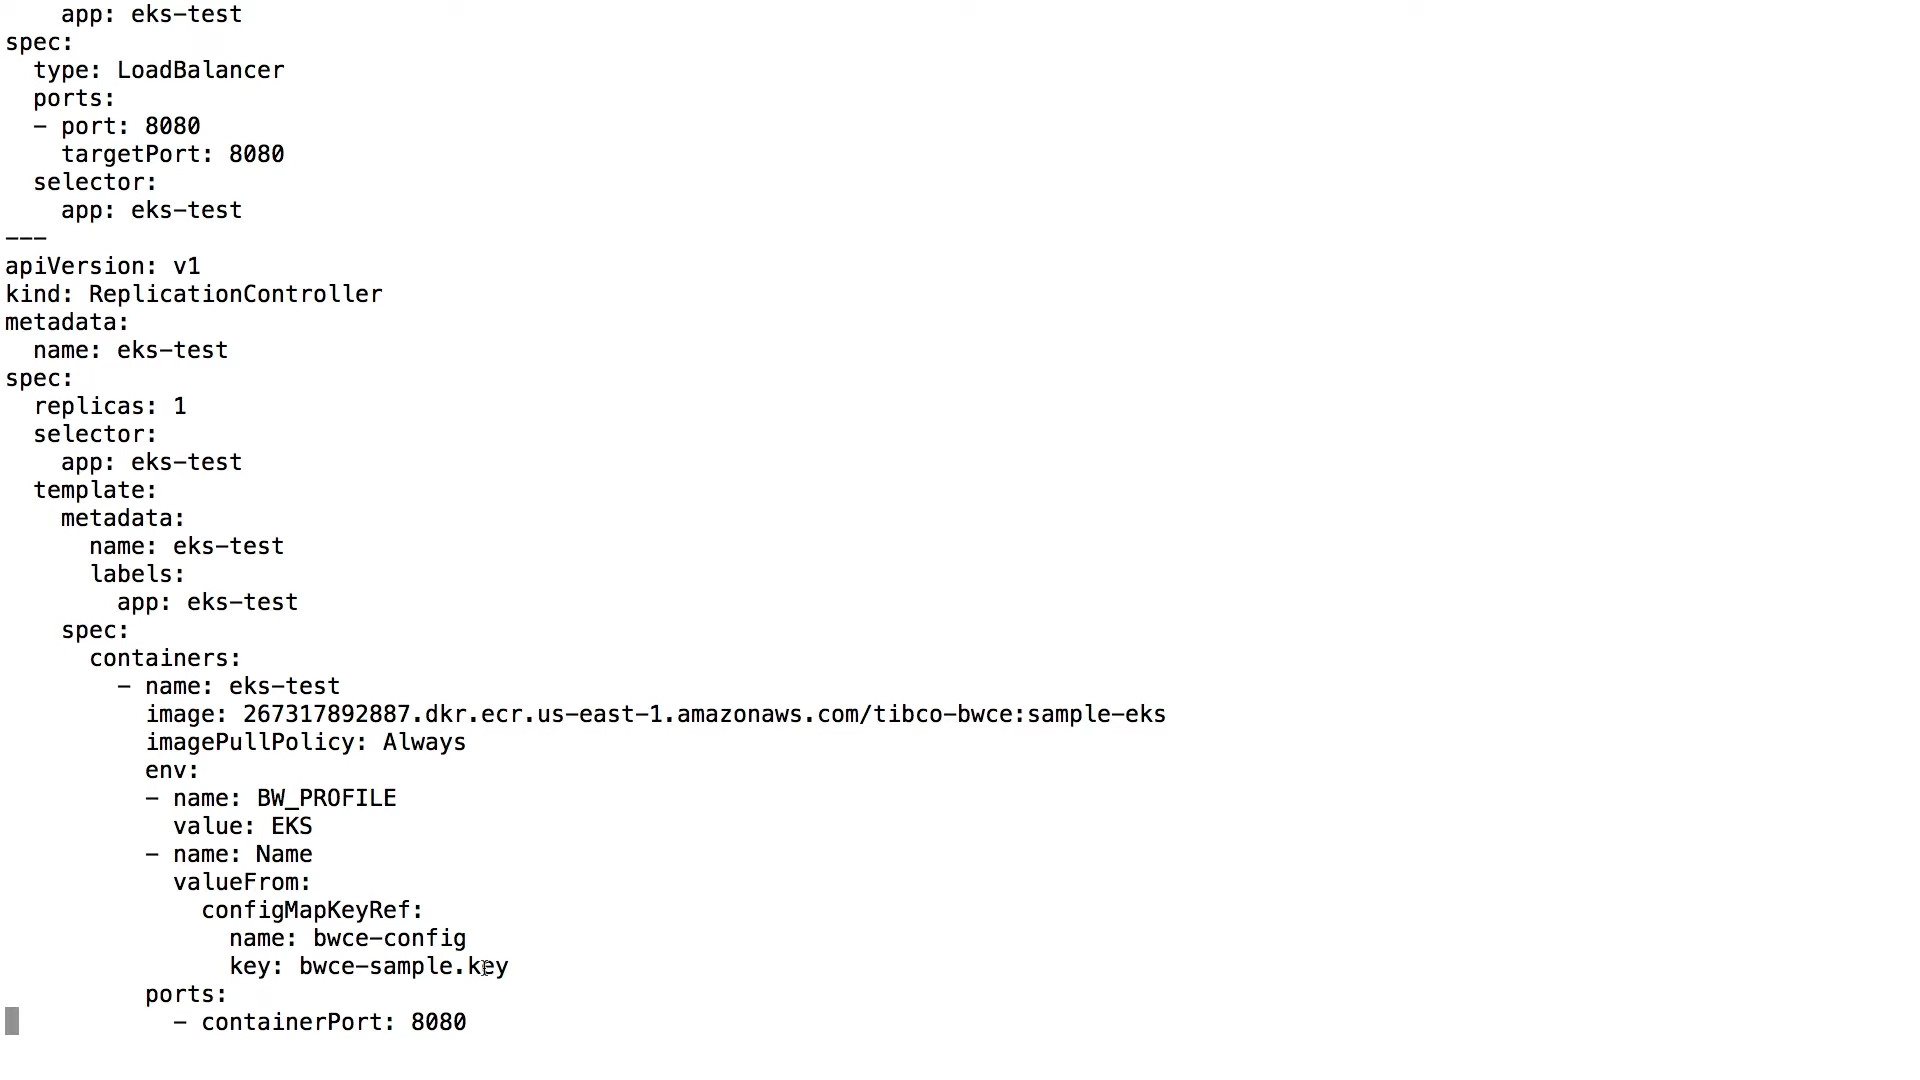 app: eks-test
spec:
  type: LoadBalancer
  ports:
  - port: 8080
    targetPort: 8080
  selector:
    app: eks-test
---
apiVersion: v1
kind: ReplicationController
metadata:
  name: eks-test
spec:
  replicas: 1
  selector:
    app: eks-test
  template:
    metadata:
      name: eks-test
      labels:
        app: eks-test
    spec:
      containers:
        - name: eks-test
          image: 267317892887.dkr.ecr.us-east-1.amazonaws.com/tibco-bwce:sample-eks
          imagePullPolicy: Always
          env:
          - name: BW_PROFILE
            value: EKS
          - name: Name
            valueFrom:
              configMapKeyRef:
                name: bwce-config
                key: bwce-sample.key
          ports:
            - containerPort: 8080